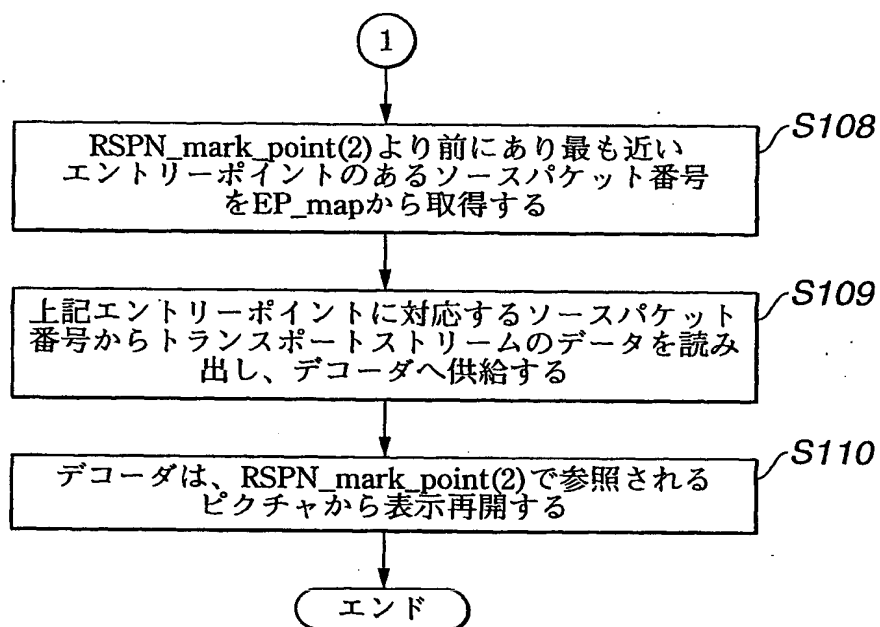 1
S108
RSPN_mark_point(2)より前にあり最も近い
エントリーポイントのあるソースパケット番号
をEP_mapから取得する
S109
上記エントリーポイントに対応するソースパケット
番号からトランスポートストリームのデータを読み
出し、デコーダへ供給する
S110
デコーダは、RSPN_mark_point(2)で参照される
ピクチャから表示再開する
エンド